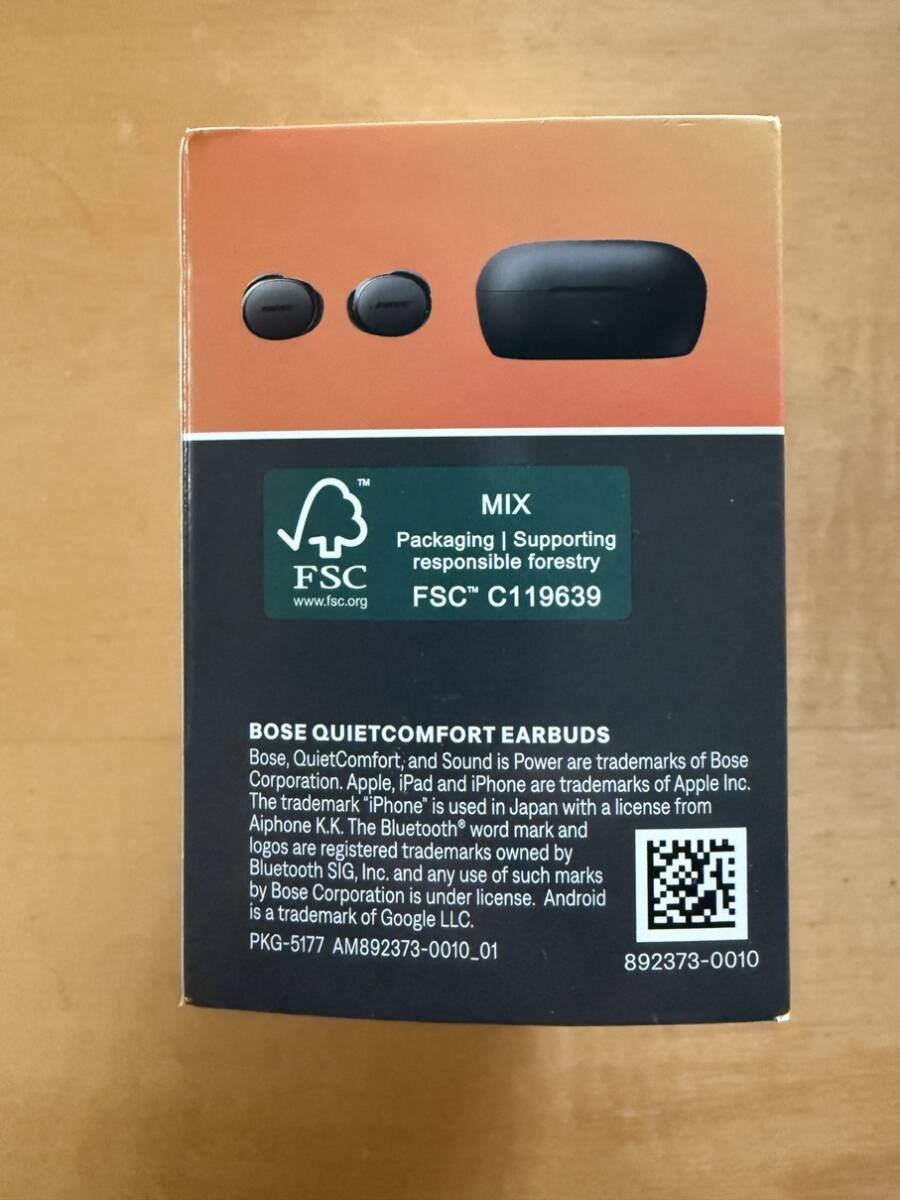 BOSE
BOSE
FSC™
www.fsc.org
MIX
Packaging | Supporting
responsible forestry
FSC™ C119639
BOSE QUIETCOMFORT EARBUDS
Bose, QuietComfort, and Sound is Power are trademarks of Bose
Corporation. Apple, iPad and iPhone are trademarks of Apple Inc.
The trademark “iPhone” is used in Japan with a license from
Aiphone K.K. The Bluetooth® word mark and
logos are registered trademarks owned by
Bluetooth SIG, Inc. and any use of such marks
by Bose Corporation is under license. Android
is a trademark of Google LLC.
PKG-5177 AM892373-0010_01
892373-0010